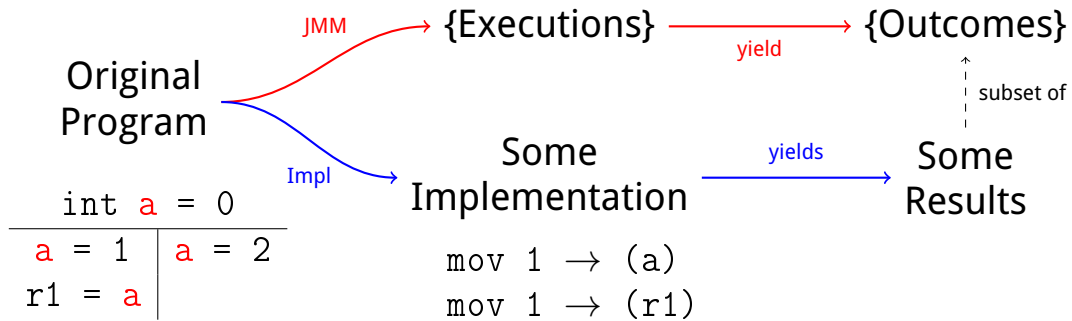 JMM
{Executions}
yield
{Outcomes}
Original
Program
subset of
Impl
Some
Implementation
yields
Some
Results
int a = 0
a = 1 a = 2
r1 = a
mov 1 → (a)
mov 1 → (r1)